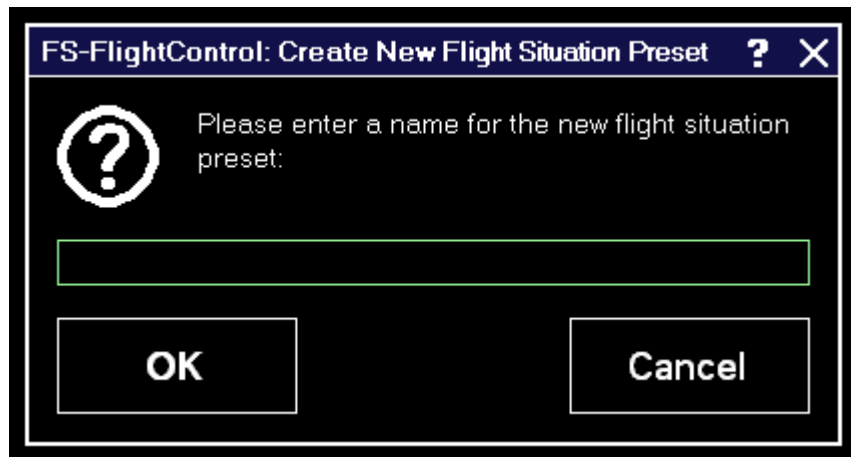 FS-FlightControl: Create New Flight Situation Preset ?
Please enter a name for the new flight situation
preset:
OK Cancel